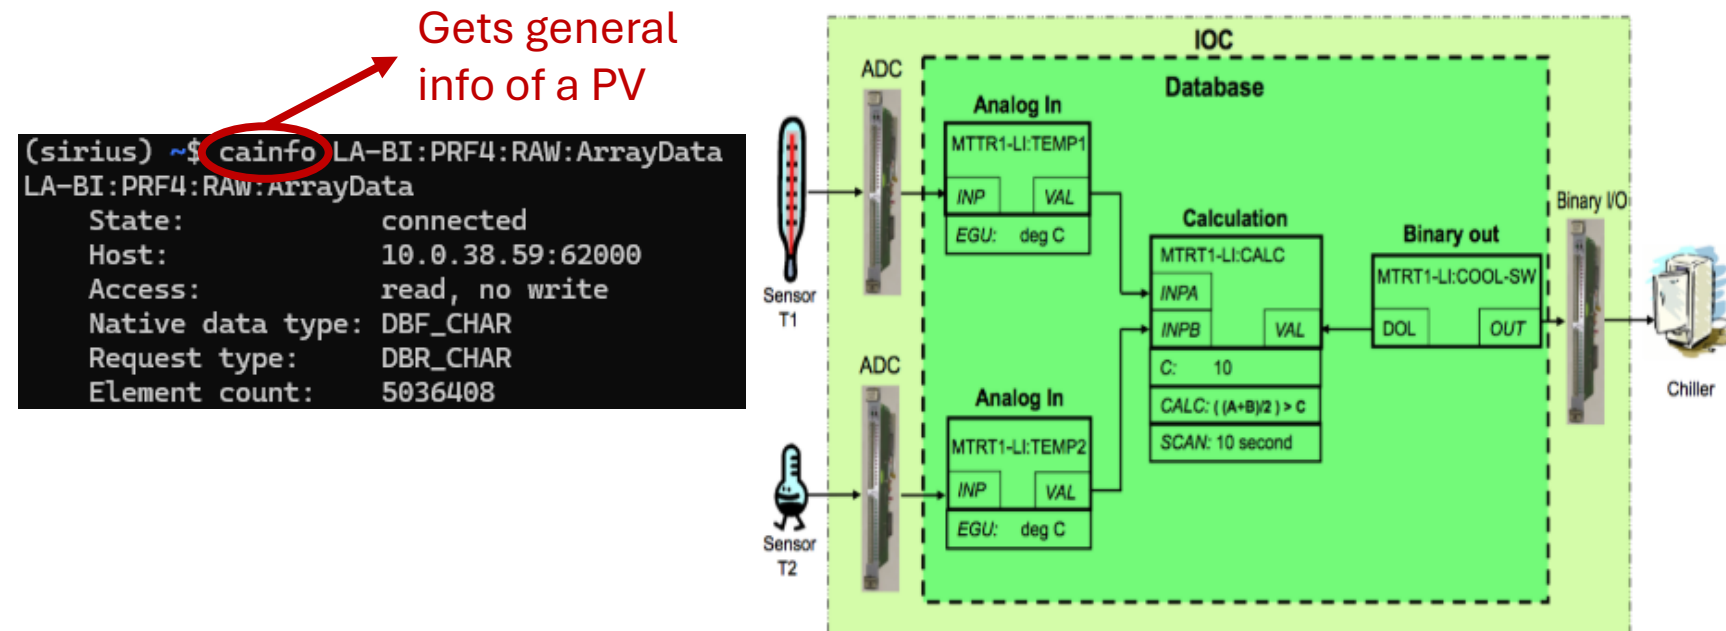 Gets general
info of a PV
(sirius) ~$ cainfo LA-BI:PRF4:RAW:ArrayData
LA-BI:PRF4:RAW:ArrayData
State: connected
Host: 10.0.38.59:62000
Access: read, no write
Native data type: DBF_CHAR
Request type: DBR_CHAR
Element count: 5036408
IOC
Database
ADC
Analog In
MTTR1-LI:TEMP1
INP VAL
EGU: deg C
Sensor
T1
Calculation
MTRT1-LI:CALC
INPA
INPB VAL
C: 10
CALC: ( (A+B)/2 ) > C
SCAN: 10 second
Binary out
MTRT1-LI:COOL-SW
DOL OUT
Binary I/O
Chiller
ADC
Analog In
MTRT1-LI:TEMP2
INP VAL
EGU: deg C
Sensor
T2